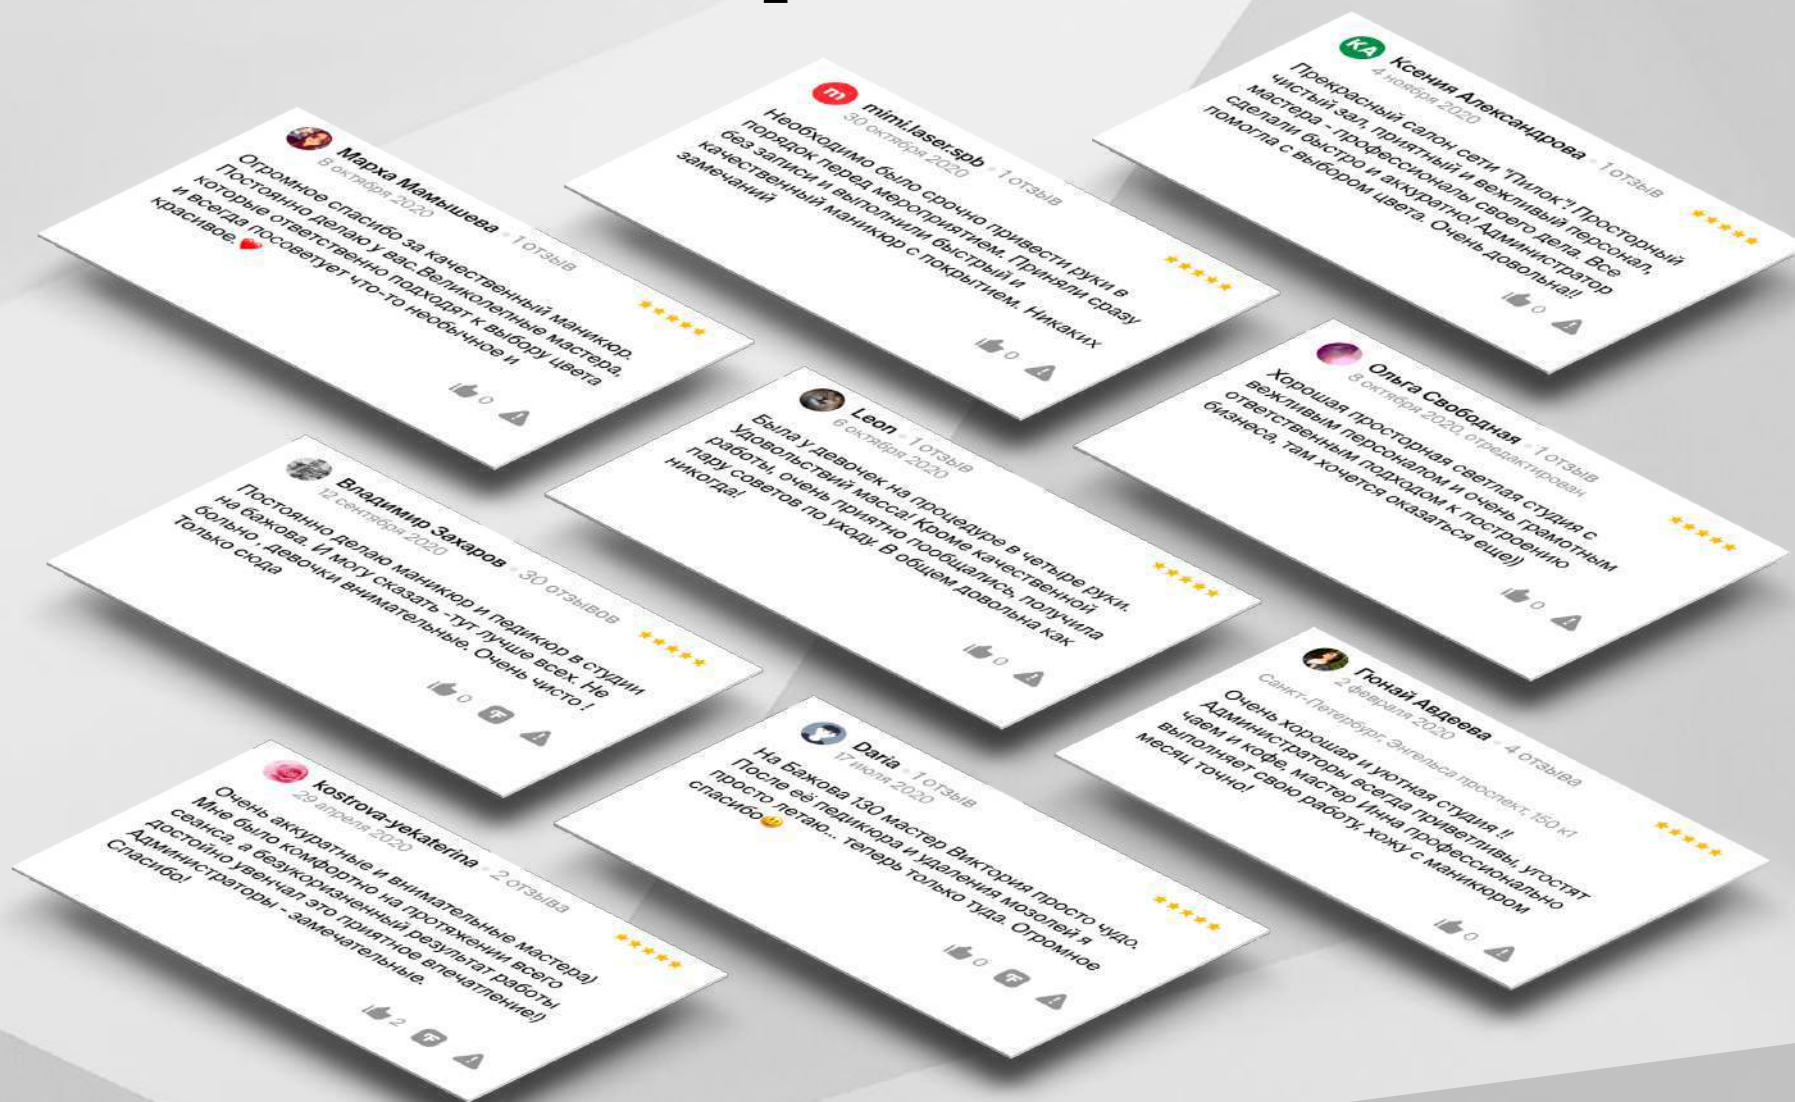 Марха Мамышева • 1 отзыв
8 октября 2020
Огромное спасибо за качественный маникюр.
Постоянно делаю у вас.Великолепные мастера,
которые ответственно подходят к выбору цвета
и всегда посоветует что-то необычное и
красивое. ❤
0
m
mimi.laser.spb • 1 отзыв
30 октября 2020
Необходимо было срочно привести руки в
порядок перед мероприятием. Приняли сразу
без записи и выполнили быстрый и
качественный маникюр с покрытием. Никаких
замечаний
0
КА
Ксения Александрова • 1 отзыв
4 ноября 2020
Прекрасный салон сети "Пилок"! Просторный
чистый зал, приятный и вежливый персонал,
мастера - профессионалы своего дела. Все
сделали быстро и аккуратно! Администратор
помогла с выбором цвета. Очень довольна!!
0
Владимир Захаров • 30 отзывов
12 сентября 2020
Постоянно делаю маникюр и педикюр в студии
на бажова. И могу сказать -тут лучше всех. Не
больно , девочки внимательные. Очень чисто !
Только сюда
0
Leon • 1 отзыв
6 октября 2020
Была у девочек на процедуре в четыре руки.
Удовольствий масса! Кроме качественной
работы, очень приятно пообщались, получила
пару советов по уходу. В общем довольна как
никогда!
0
Ольга Свободная • 1 отзыв
8 октября 2020, отредактирован
Хорошая просторная светлая студия с
вежливым персоналом и очень грамотным
ответственным подходом к построению
бизнеса, там хочется оказаться еще))
0
kostrova-yekaterina • 2 отзыва
29 апреля 2020
Очень аккуратные и внимательные мастера)
Мне было комфортно на протяжении всего
сеанса, а безукоризненный результат работы
достойно увенчал это приятное впечатление!)
Администраторы - замечательные.
Спасибо!
2
Daria • 1 отзыв
17 июля 2020
На Бажова 130 мастер Виктория просто чудо.
После её педикюра и удаления мозолей я
просто летаю... теперь только туда. Огромное
спасибо😀
0
Гюнай Авдеева • 4 отзыва
2 февраля 2020
Санкт-Петербург, Энгельса проспект, 150 к1
Очень хорошая и уютная студия !!
Администраторы всегда приветливы, угостят
чаем и кофе, мастер Инна профессионально
выполняет свою работу, хожу с маникюром
месяц точно!
0